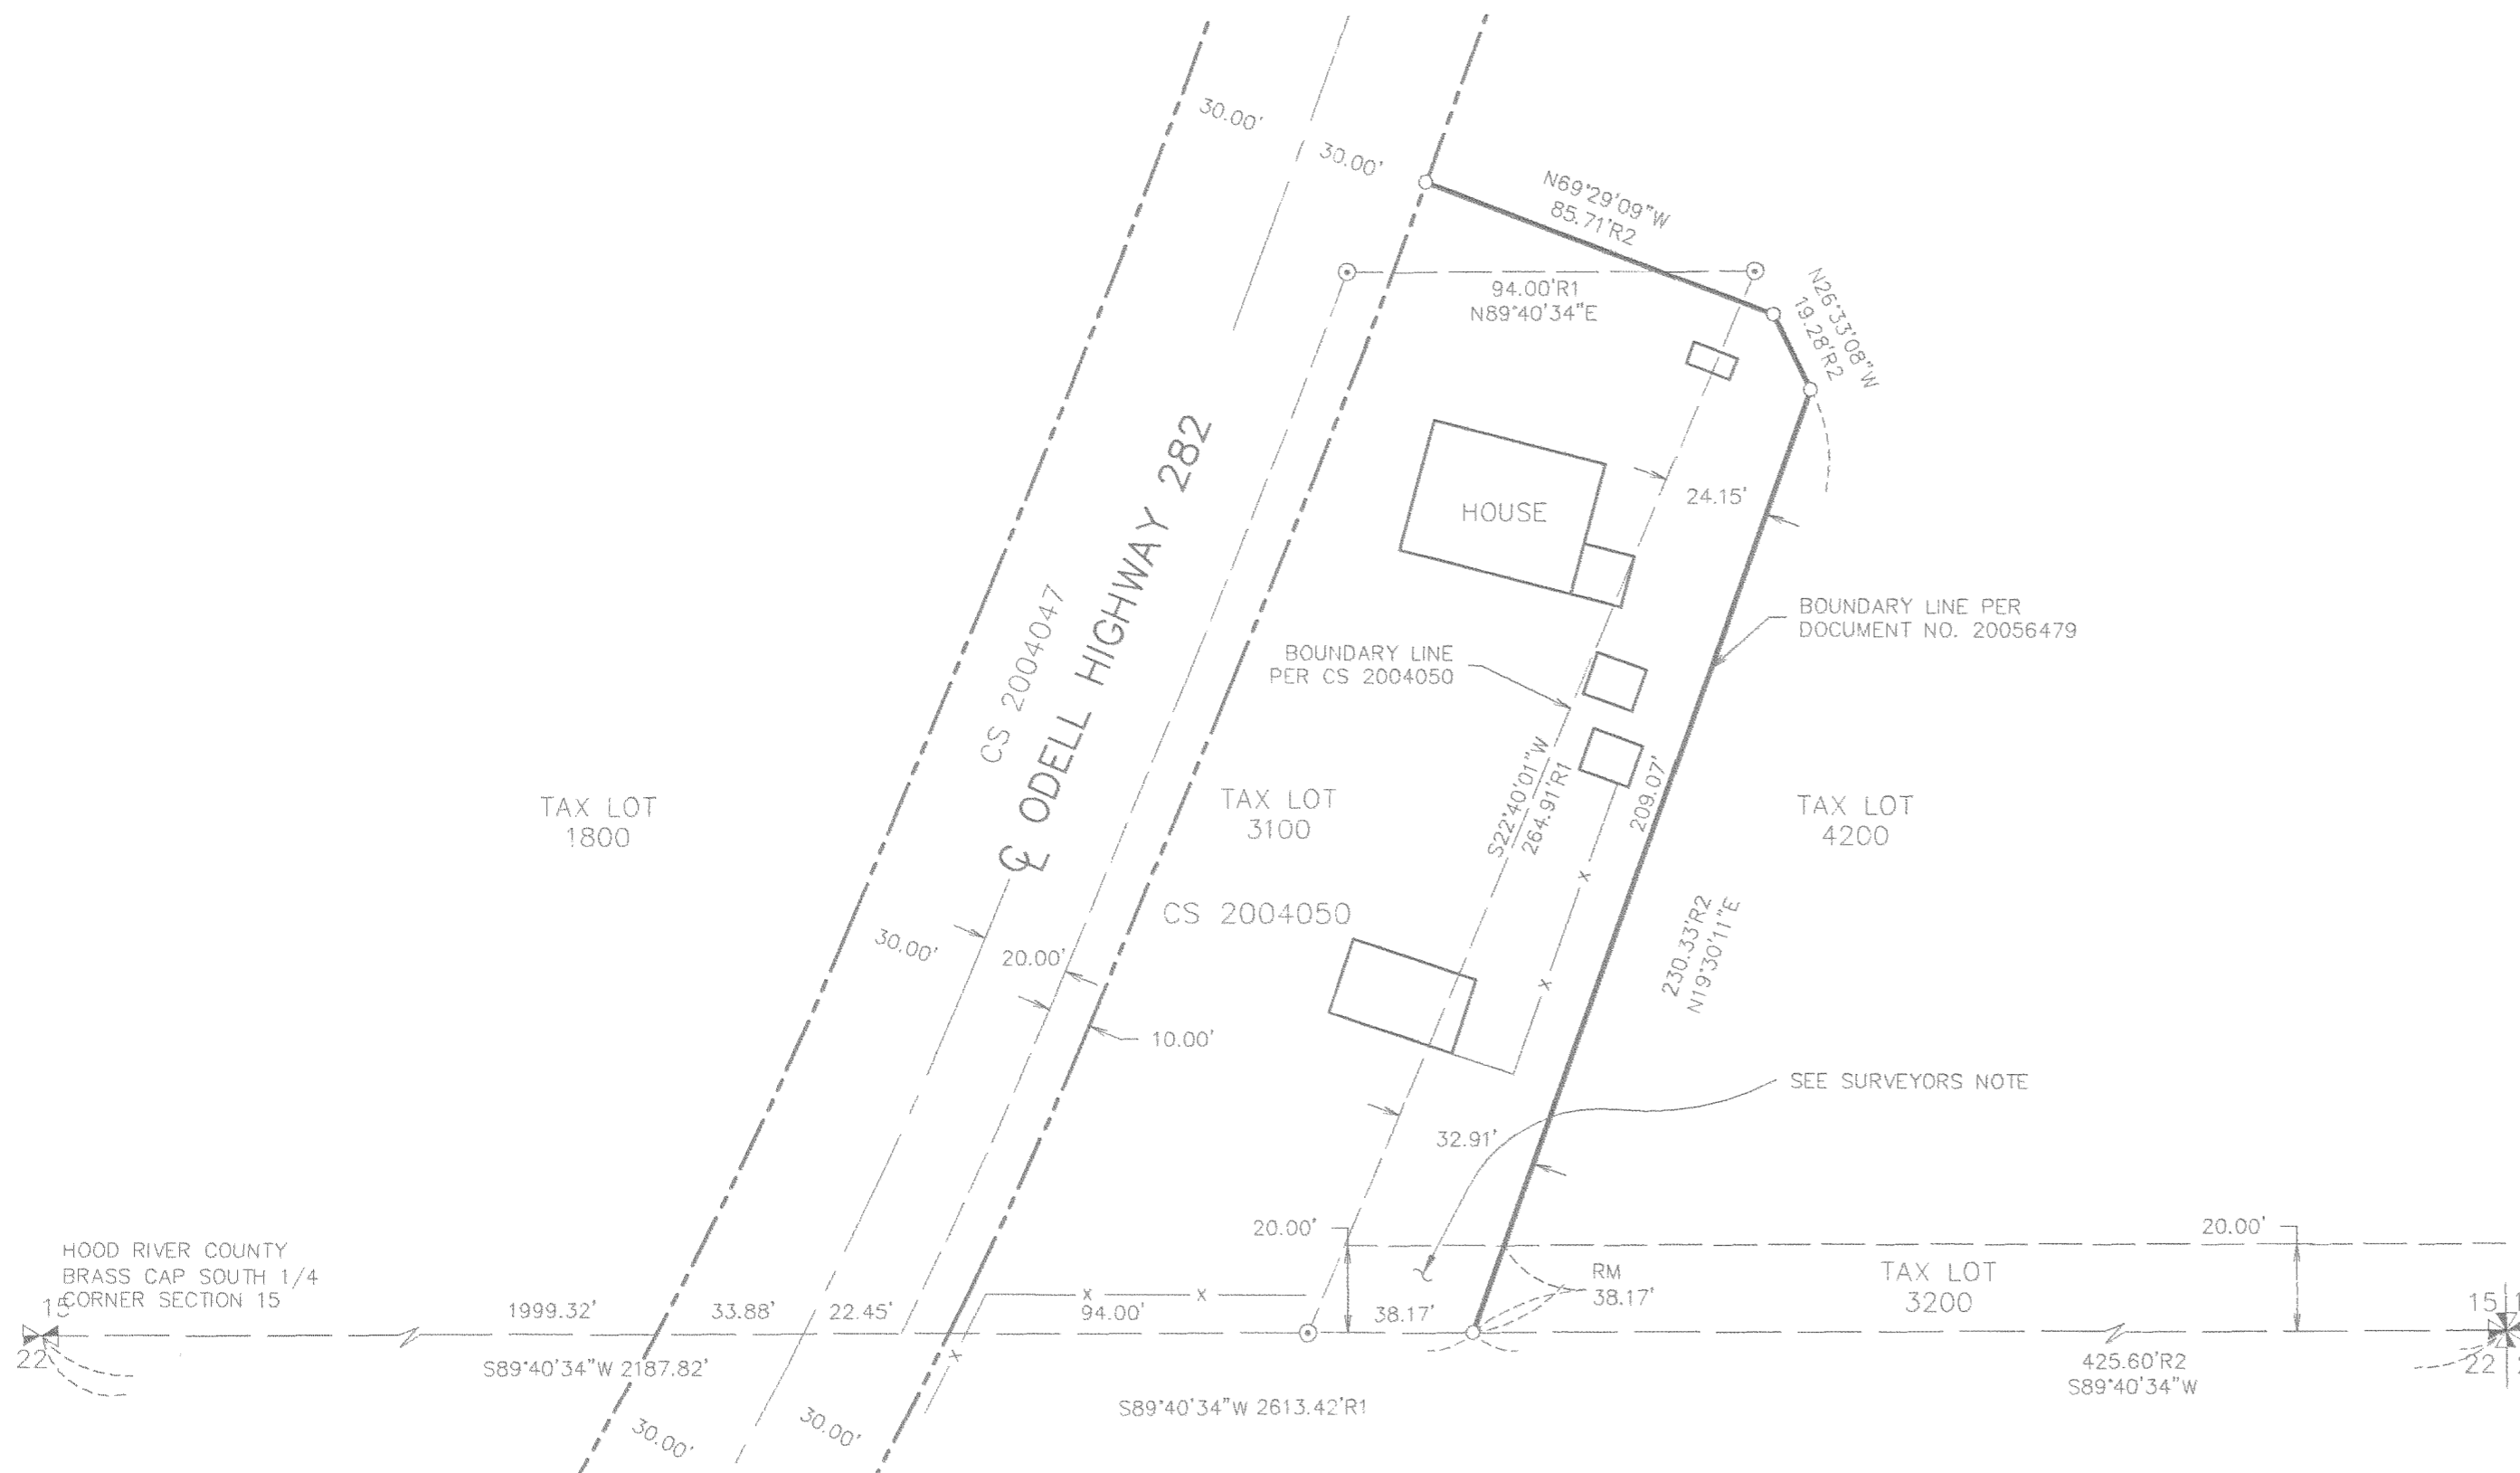 30.00'
30.00'
N69°29'09"W
85.71'R2
94.00'R1
N89°40'34"E
N26°33'08"W
19.28'R2
HOUSE
24.15'
BOUNDARY LINE PER
DOCUMENT NO. 20056479
BOUNDARY LINE
PER CS 2004050
CS 2004047
℄ ODELL HIGHWAY 282
S22°40'01"W
264.91'R1
209.07'
TAX LOT
1800
TAX LOT
3100
TAX LOT
4200
CS 2004050
230.33'R2
N19°30'11"E
30.00'
20.00'
10.00'
SEE SURVEYORS NOTE
32.91'
20.00'
20.00'
HOOD RIVER COUNTY
BRASS CAP SOUTH 1/4
CORNER SECTION 15
15
22
1999.32'
33.88'
22.45'
X
X
94.00'
38.17'
RM
38.17'
TAX LOT
3200
15
22
X
X
X
S89°40'34"W 2187.82'
425.60'R2
S89°40'34"W
S89°40'34"W 2613.42'R1
30.00'
30.00'